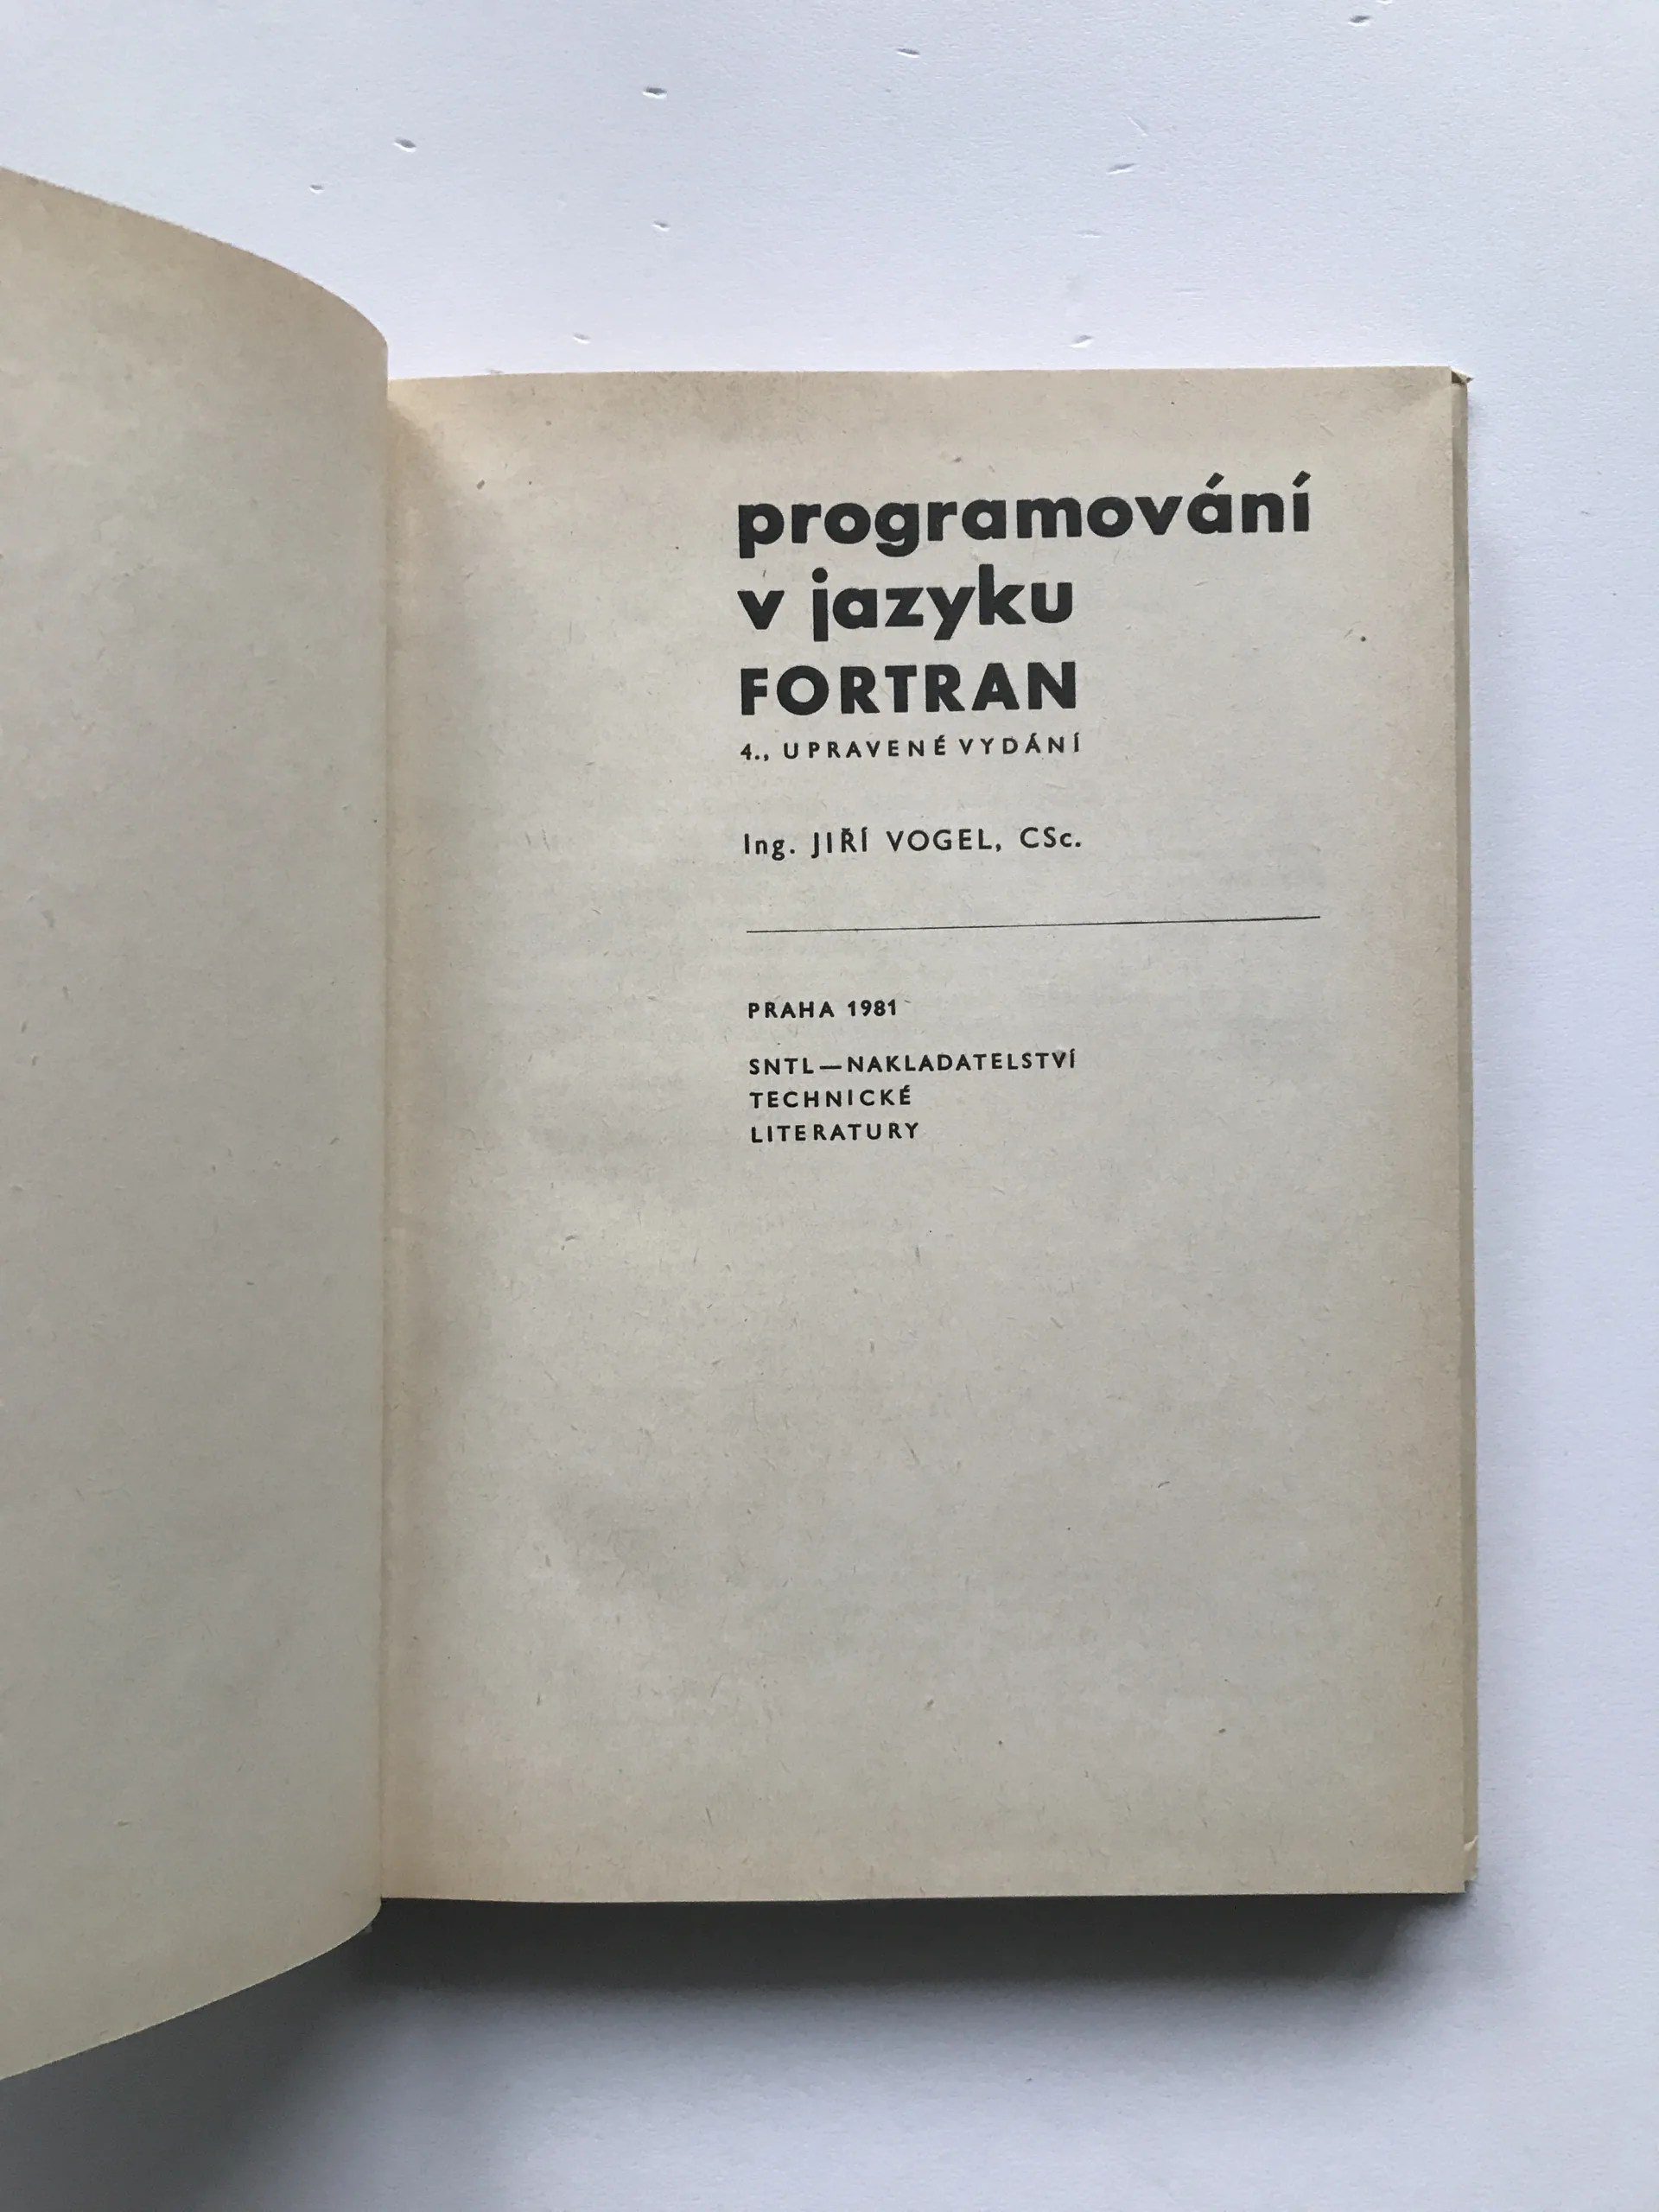 programování
v jazyku
FORTRAN
4., UPRAVENÉ VYDÁNÍ
Ing. JIŘÍ VOGEL, CSc.
PRAHA 1981
SNTL—NAKLADATELSTVÍ
TECHNICKÉ
LITERATURY